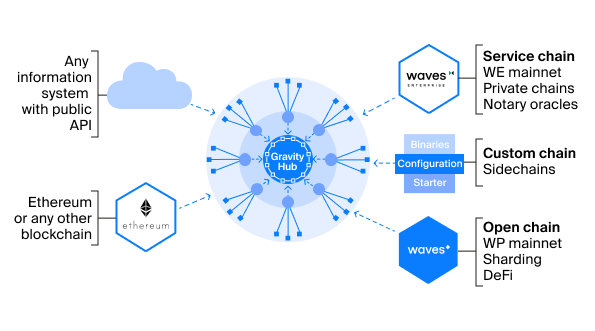 Any
information
system
with public
API
Ethereum
or any other
blockchain
ethereum
Gravity
Hub
waves
ENTERPRISE
Service chain
WE mainnet
Private chains
Notary oracles
Binaries
Configuration
Starter
Custom chain
Sidechains
waves
Open chain
WP mainnet
Sharding
DeFi